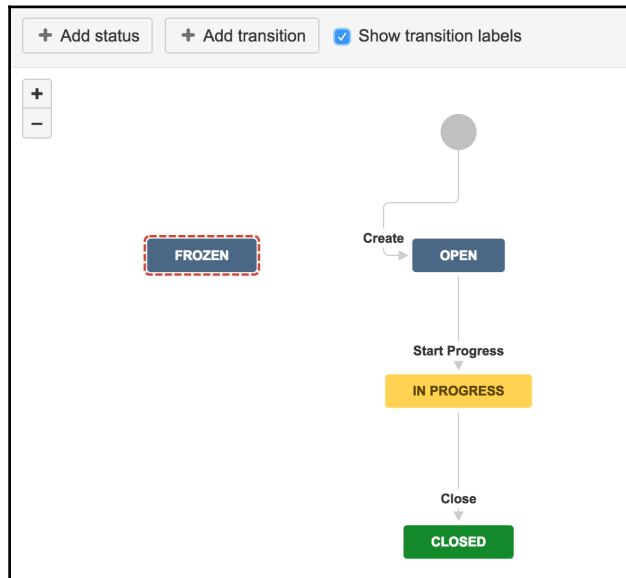 + Add status + Add transition Show transition labels
+
−
Create
FROZEN OPEN
Start Progress
IN PROGRESS
Close
CLOSED